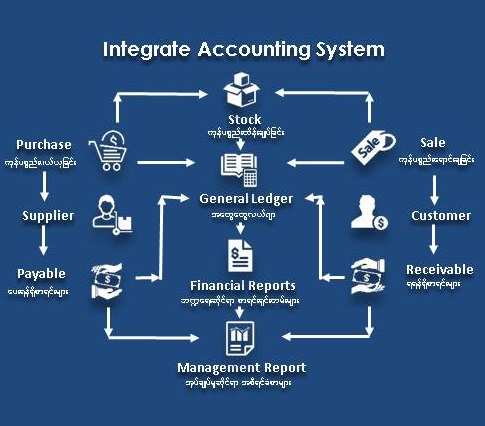 Integrate Accounting System
Stock
ကုန်ပစ္စည်းထိန်းချုပ်ခြင်း
Purchase
ကုန်ပစ္စည်းဝယ်ယူခြင်း
Sale
Sale
ကုန်ပစ္စည်းရောင်းချခြင်း
General Ledger
အထွေထွေလယ်ဂျာ
Supplier
Customer
Payable
ပေးရန်ရှိစာရင်းများ
Financial Reports
ဘဏ္ဍာရေးဆိုင်ရာ စာရင်းရှင်းတမ်းများ
Receivable
ရရန်ရှိစာရင်းများ
Management Report
အုပ်ချုပ်မှုဆိုင်ရာ အစီရင်ခံစာများ